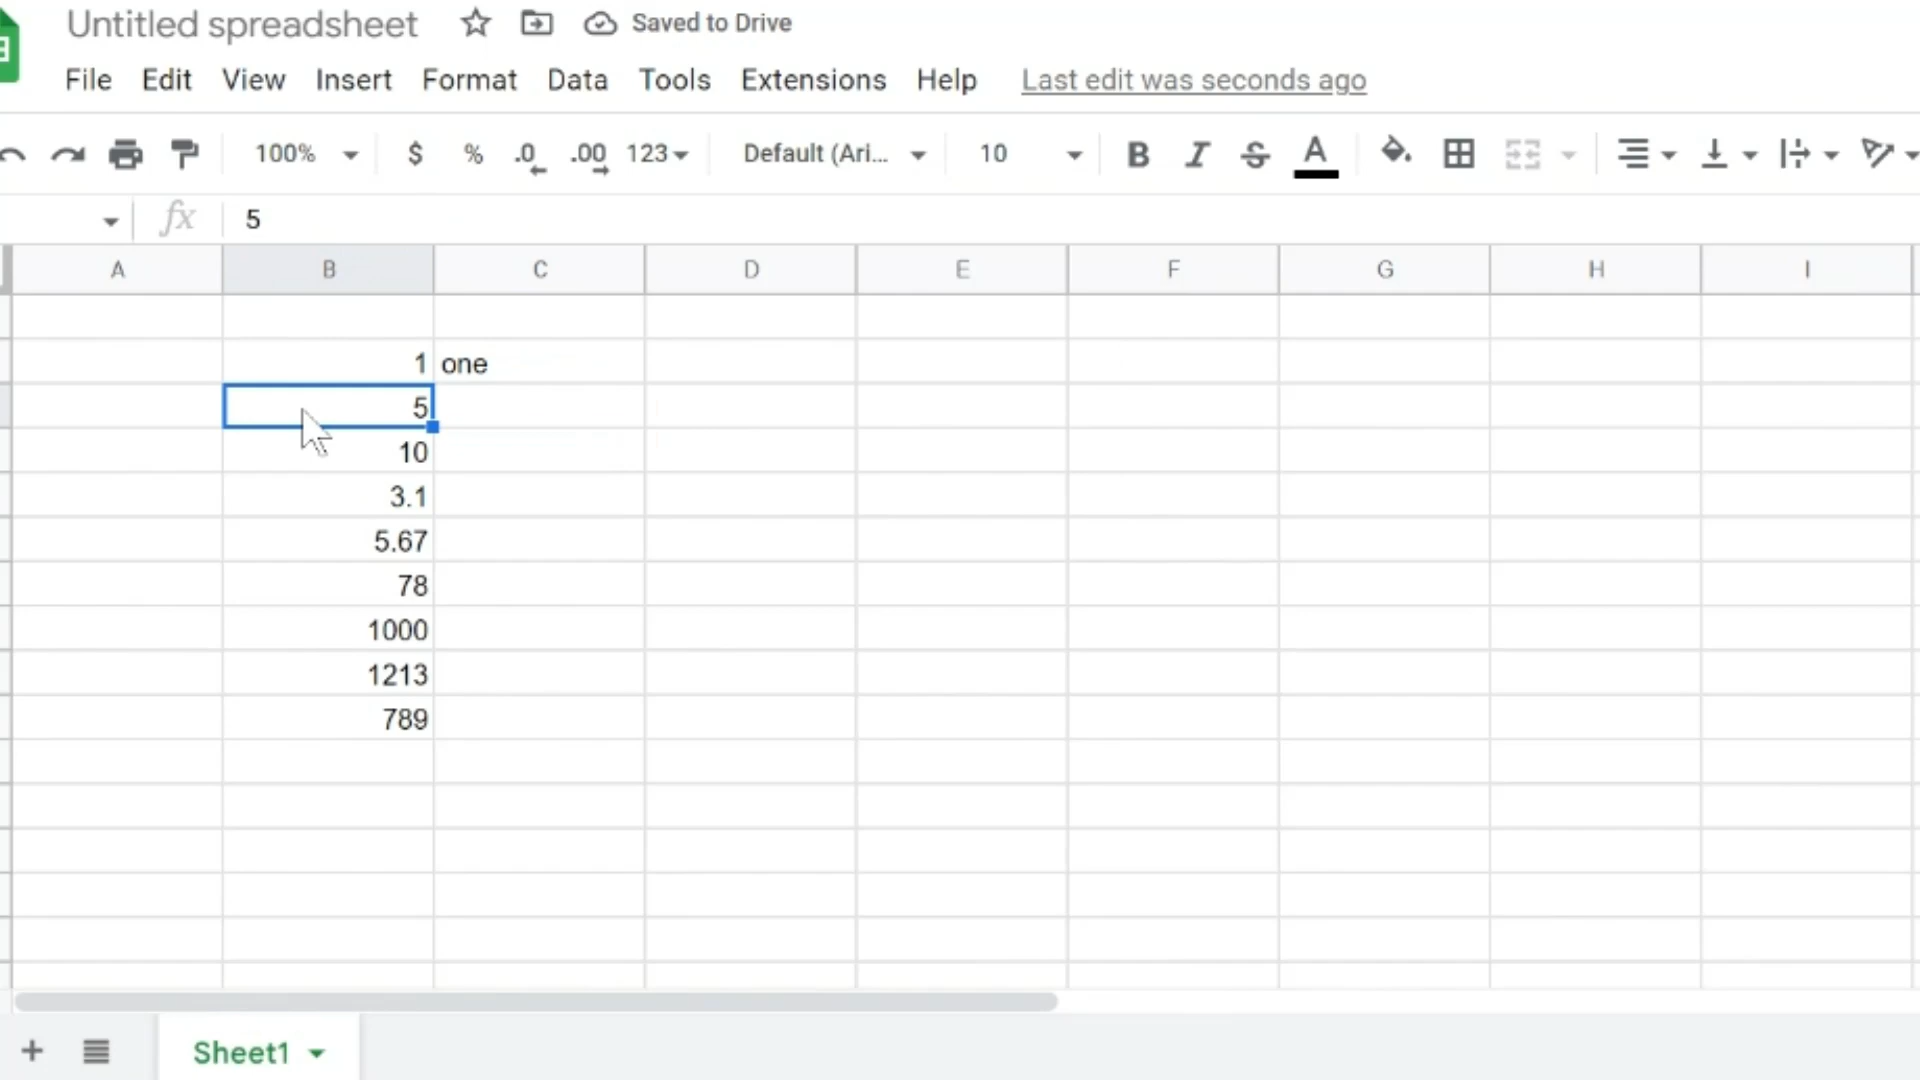 Untitled spreadsheet Saved to Drive
File Edit View Insert Format Data Tools Extensions Help Last edit was seconds ago
100% $ % .0 .00 123 Default (Ari... 10 B I S A
fx 5
A B C D E F G H I
1 one
5
10
3.1
5.67
78
1000
1213
789
+ Sheet1